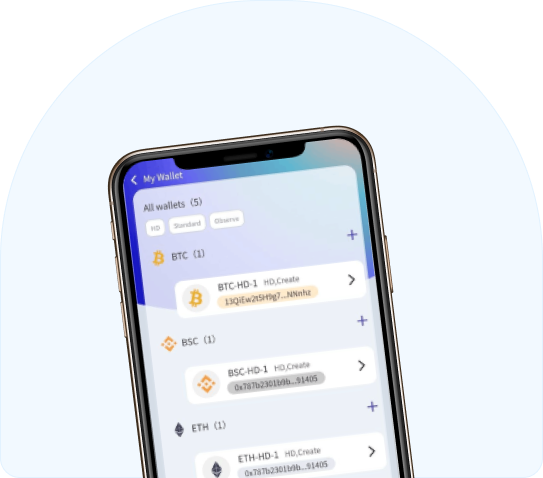 My Wallet
All wallets (5)
HD Standard Observe
BTC (1)
BTC-HD-1 HD,Create
13QiEw2t5H9g7...NNnhz
BSC (1)
BSC-HD-1 HD,Create
0x787b2301b9b...91405
ETH (1)
ETH-HD-1 HD,Create
0x787b2301b9b...91405